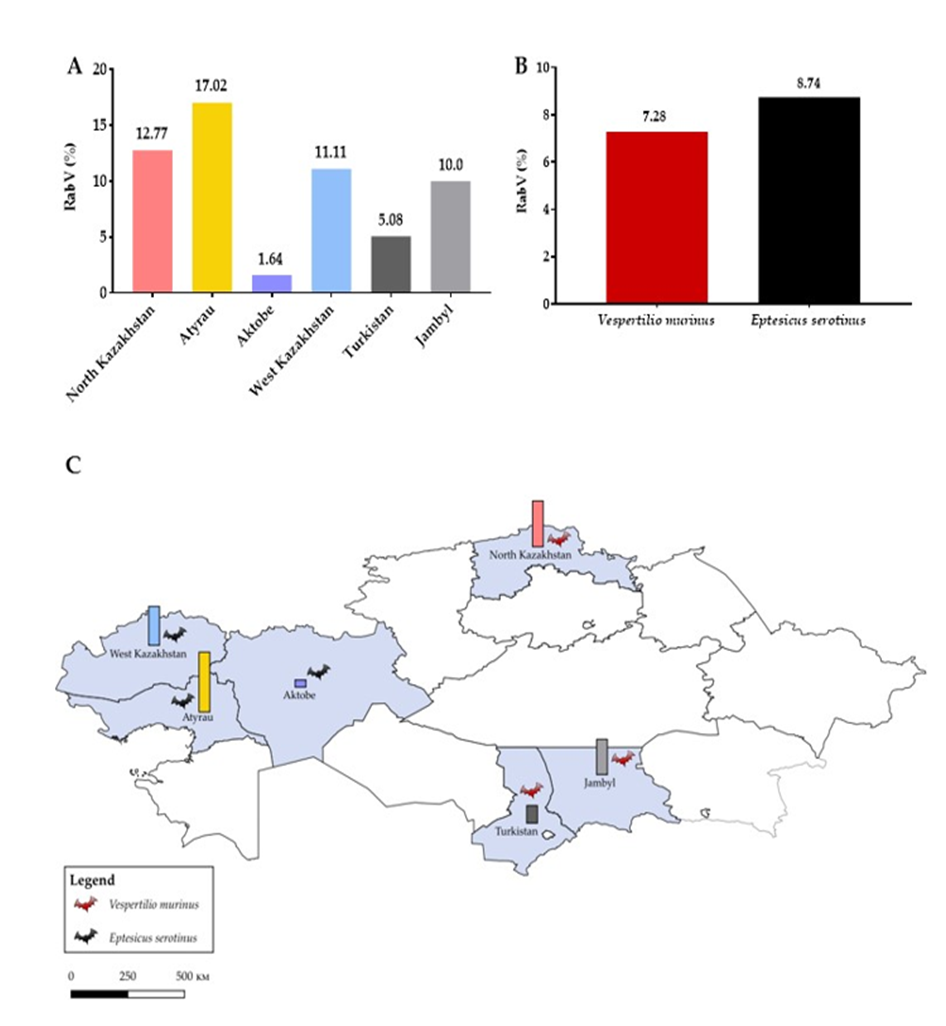 A
RabV (%)
20
15
10
5
0
12.77
17.02
1.64
11.11
5.08
10.0
North Kazakhstan
Atyrau
Aktobe
West Kazakhstan
Turkistan
Jambyl
B
RabV (%)
10
8
6
4
2
0
7.28
8.74
Vespertilio murinus
Eptesicus serotinus
C
North Kazakhstan
West Kazakhstan
Aktobe
Atyrau
Jambyl
Turkistan
Legend
Vespertilio murinus
Eptesicus serotinus
0 250 500 км